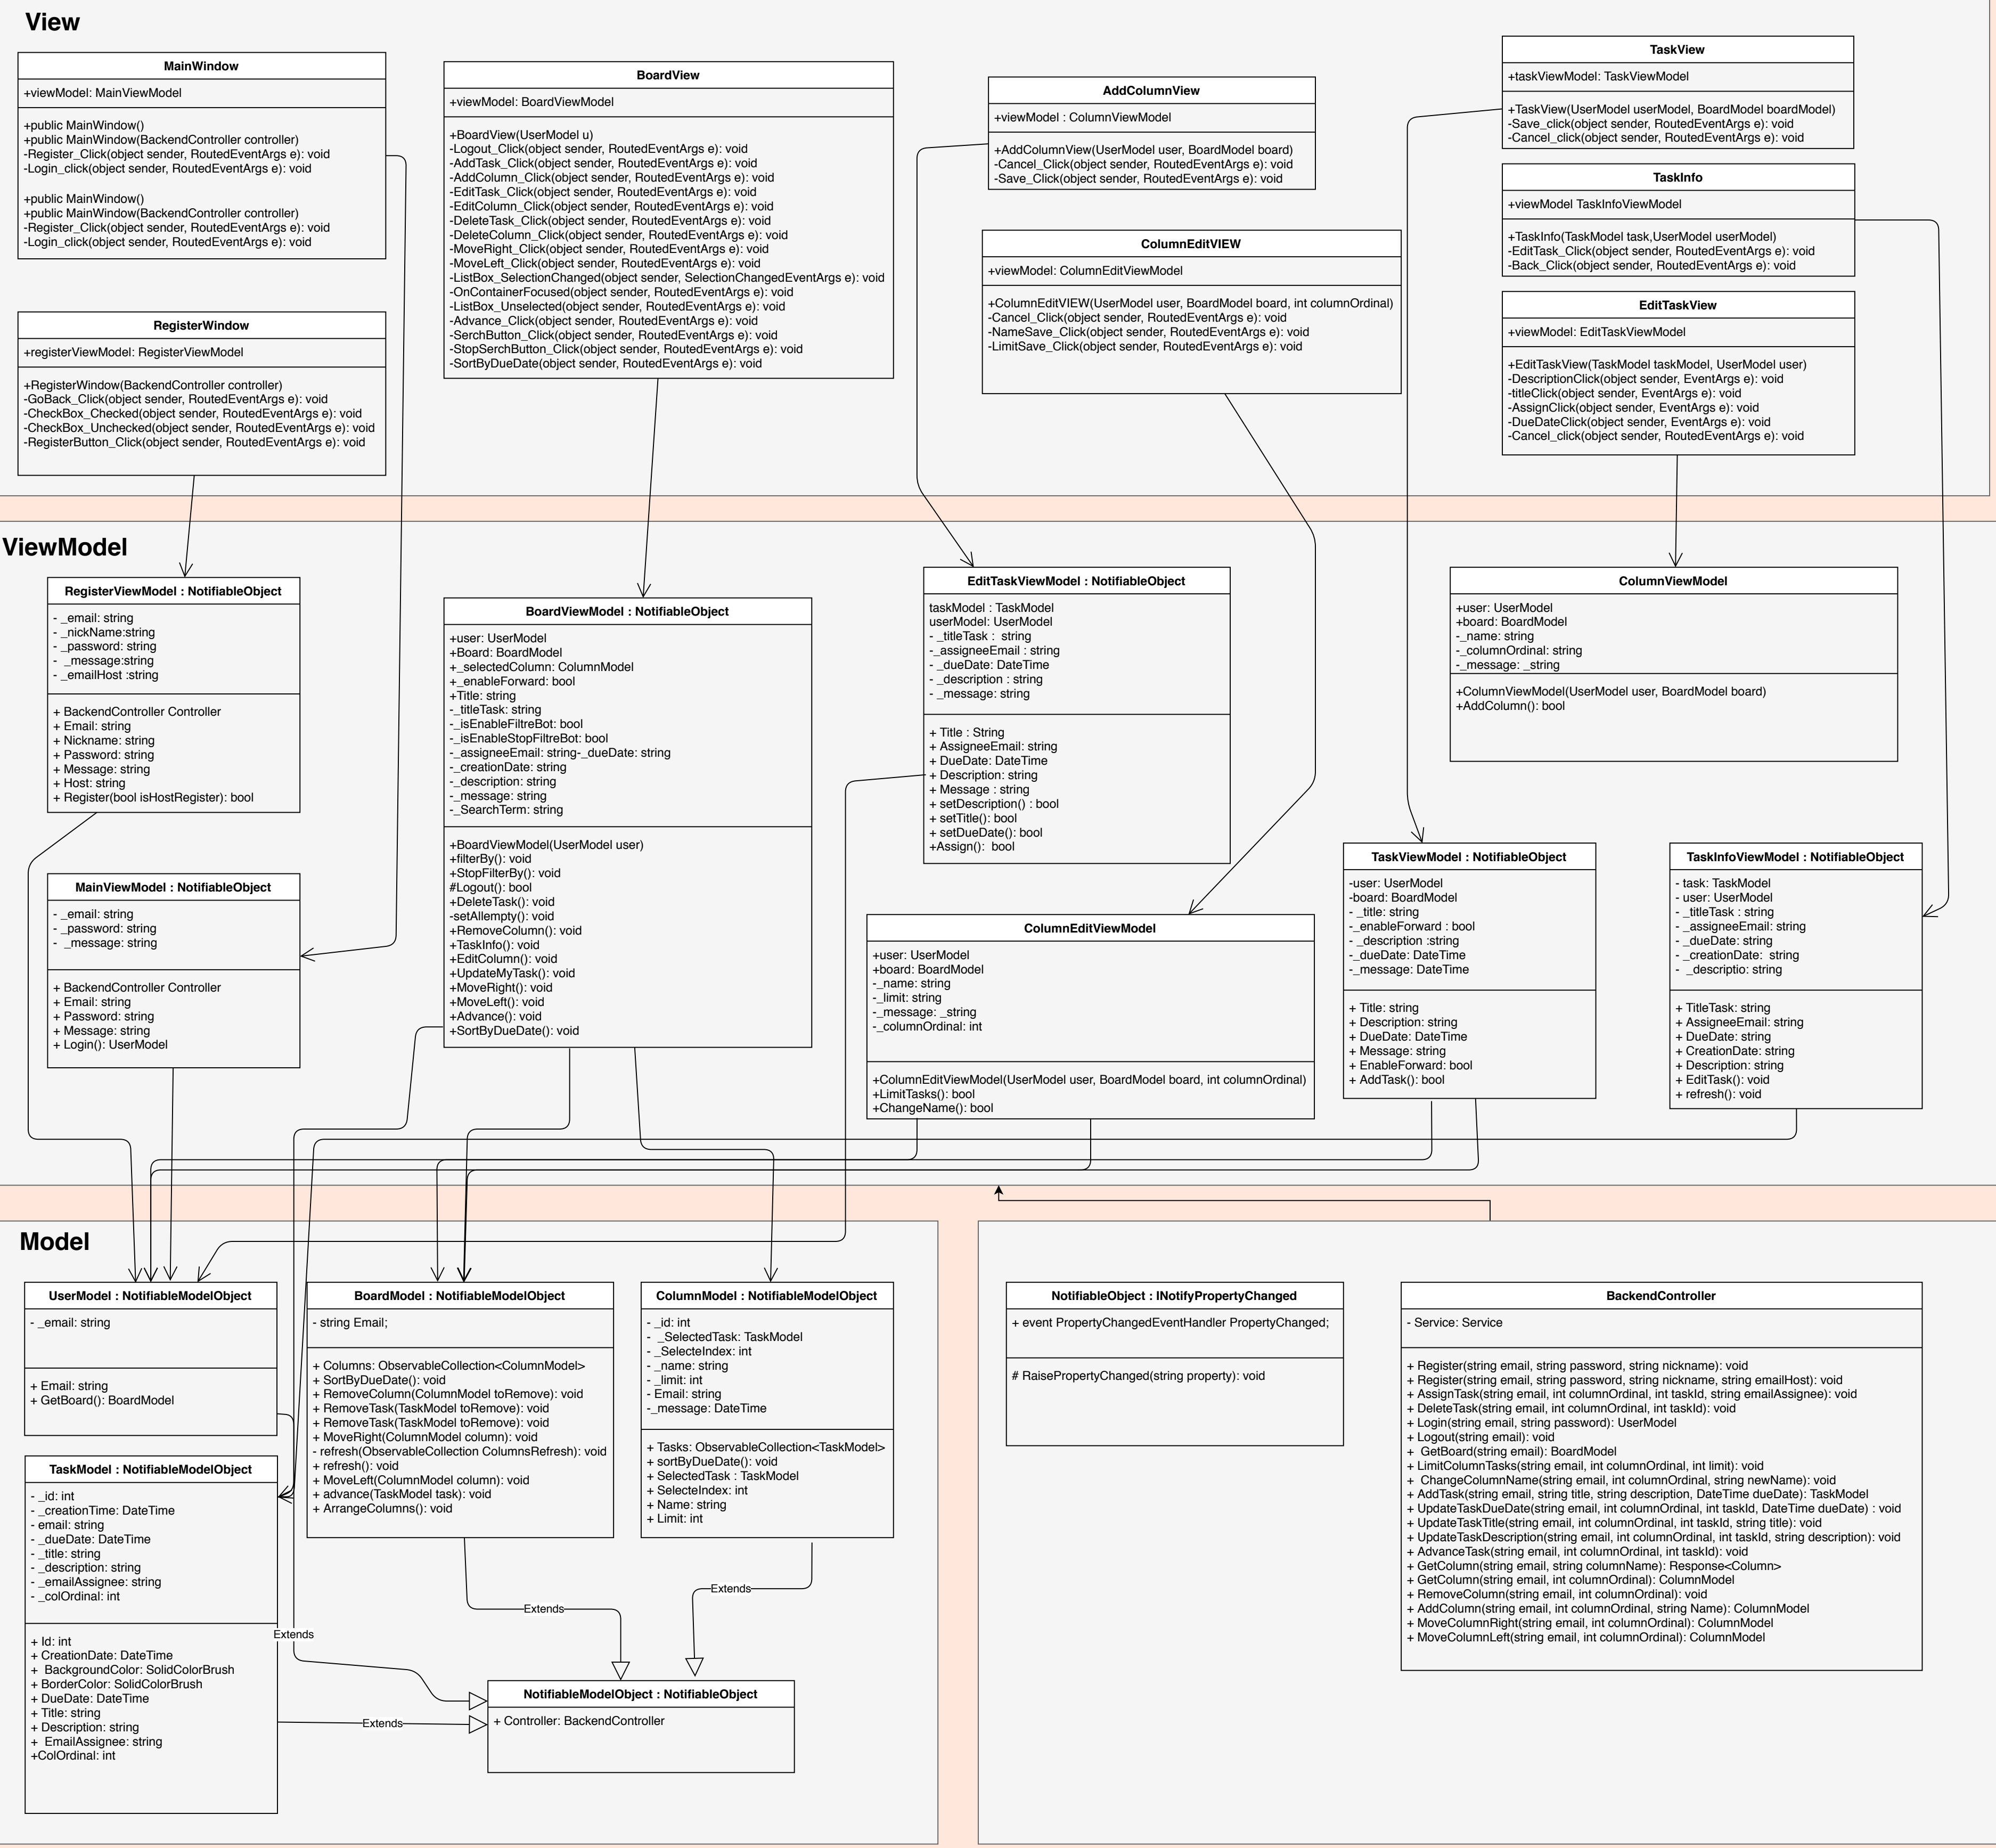 View
MainWindow
+viewModel: MainViewModel
+public MainWindow()
+public MainWindow(BackendController controller)
-Register_Click(object sender, RoutedEventArgs e): void
-Login_click(object sender, RoutedEventArgs e): void
+public MainWindow()
+public MainWindow(BackendController controller)
-Register_Click(object sender, RoutedEventArgs e): void
-Login_click(object sender, RoutedEventArgs e): void
RegisterWindow
+registerViewModel: RegisterViewModel
+RegisterWindow(BackendController controller)
-GoBack_Click(object sender, RoutedEventArgs e): void
-CheckBox_Checked(object sender, RoutedEventArgs e): void
-CheckBox_Unchecked(object sender, RoutedEventArgs e): void
-RegisterButton_Click(object sender, RoutedEventArgs e): void
BoardView
+viewModel: BoardViewModel
+BoardView(UserModel u)
-Logout_Click(object sender, RoutedEventArgs e): void
-AddTask_Click(object sender, RoutedEventArgs e): void
-AddColumn_Click(object sender, RoutedEventArgs e): void
-EditTask_Click(object sender, RoutedEventArgs e): void
-EditColumn_Click(object sender, RoutedEventArgs e): void
-DeleteTask_Click(object sender, RoutedEventArgs e): void
-DeleteColumn_Click(object sender, RoutedEventArgs e): void
-MoveRight_Click(object sender, RoutedEventArgs e): void
-MoveLeft_Click(object sender, RoutedEventArgs e): void
-ListBox_SelectionChanged(object sender, SelectionChangedEventArgs e): void
-OnContainerFocused(object sender, RoutedEventArgs e): void
-ListBox_Unselected(object sender, RoutedEventArgs e): void
-Advance_Click(object sender, RoutedEventArgs e): void
-SerchButton_Click(object sender, RoutedEventArgs e): void
-StopSerchButton_Click(object sender, RoutedEventArgs e): void
-SortByDueDate(object sender, RoutedEventArgs e): void
AddColumnView
+viewModel : ColumnViewModel
+AddColumnView(UserModel user, BoardModel board)
-Cancel_Click(object sender, RoutedEventArgs e): void
-Save_Click(object sender, RoutedEventArgs e): void
ColumnEditVIEW
+viewModel: ColumnEditViewModel
+ColumnEditVIEW(UserModel user, BoardModel board, int columnOrdinal)
-Cancel_Click(object sender, RoutedEventArgs e): void
-NameSave_Click(object sender, RoutedEventArgs e): void
-LimitSave_Click(object sender, RoutedEventArgs e): void
TaskView
+taskViewModel: TaskViewModel
+TaskView(UserModel userModel, BoardModel boardModel)
-Save_click(object sender, RoutedEventArgs e): void
-Cancel_click(object sender, RoutedEventArgs e): void
TaskInfo
+viewModel TaskInfoViewModel
+TaskInfo(TaskModel task,UserModel userModel)
-EditTask_Click(object sender, RoutedEventArgs e): void
-Back_Click(object sender, RoutedEventArgs e): void
EditTaskView
+viewModel: EditTaskViewModel
+EditTaskView(TaskModel taskModel, UserModel user)
-DescriptionClick(object sender, EventArgs e): void
-titleClick(object sender, EventArgs e): void
-AssignClick(object sender, EventArgs e): void
-DueDateClick(object sender, EventArgs e): void
-Cancel_click(object sender, RoutedEventArgs e): void
ViewModel
RegisterViewModel : NotifiableObject
- _email: string
- _nickName:string
- _password: string
- _message:string
- _emailHost :string
+ BackendController Controller
+ Email: string
+ Nickname: string
+ Password: string
+ Message: string
+ Host: string
+ Register(bool isHostRegister): bool
MainViewModel : NotifiableObject
- _email: string
- _password: string
- _message: string
+ BackendController Controller
+ Email: string
+ Password: string
+ Message: string
+ Login(): UserModel
BoardViewModel : NotifiableObject
+user: UserModel
+Board: BoardModel
+_selectedColumn: ColumnModel
+_enableForward: bool
+Title: string
-_titleTask: string
-_isEnableFiltreBot: bool
-_isEnableStopFiltreBot: bool
-_assigneeEmail: string-_dueDate: string
-_creationDate: string
-_description: string
-_message: string
-_SearchTerm: string
+BoardViewModel(UserModel user)
+filterBy(): void
+StopFilterBy(): void
#Logout(): bool
+DeleteTask(): void
-setAllempty(): void
+RemoveColumn(): void
+TaskInfo(): void
+EditColumn(): void
+UpdateMyTask(): void
+MoveRight(): void
+MoveLeft(): void
+Advance(): void
+SortByDueDate(): void
EditTaskViewModel : NotifiableObject
taskModel : TaskModel
userModel: UserModel
- _titleTask : string
-_assigneeEmail : string
- _dueDate: DateTime
- _description : string
- _message: string
+ Title : String
+ AssigneeEmail: string
+ DueDate: DateTime
+ Description: string
+ Message : string
+ setDescription() : bool
+ setTitle(): bool
+ setDueDate(): bool
+Assign(): bool
ColumnEditViewModel
+user: UserModel
+board: BoardModel
-_name: string
-_limit: string
-_message: _string
-_columnOrdinal: int
+ColumnEditViewModel(UserModel user, BoardModel board, int columnOrdinal)
+LimitTasks(): bool
+ChangeName(): bool
ColumnViewModel
+user: UserModel
+board: BoardModel
-_name: string
-_columnOrdinal: string
-_message: _string
+ColumnViewModel(UserModel user, BoardModel board)
+AddColumn(): bool
TaskViewModel : NotifiableObject
-user: UserModel
-board: BoardModel
- _title: string
-_enableForward : bool
- _description :string
-_dueDate: DateTime
-_message: DateTime
+ Title: string
+ Description: string
+ DueDate: DateTime
+ Message: string
+ EnableForward: bool
+ AddTask(): bool
TaskInfoViewModel : NotifiableObject
- task: TaskModel
- user: UserModel
- _titleTask : string
- _assigneeEmail: string
- _dueDate: string
- _creationDate: string
- _descriptio: string
+ TitleTask: string
+ AssigneeEmail: string
+ DueDate: string
+ CreationDate: string
+ Description: string
+ EditTask(): void
+ refresh(): void
Model
UserModel : NotifiableModelObject
- _email: string
+ Email: string
+ GetBoard(): BoardModel
TaskModel : NotifiableModelObject
- _id: int
- _creationTime: DateTime
- email: string
- _dueDate: DateTime
- _title: string
- _description: string
- _emailAssignee: string
- _colOrdinal: int
+ Id: int
+ CreationDate: DateTime
+ BackgroundColor: SolidColorBrush
+ BorderColor: SolidColorBrush
+ DueDate: DateTime
+ Title: string
+ Description: string
+ EmailAssignee: string
+ColOrdinal: int
BoardModel : NotifiableModelObject
- string Email;
+ Columns: ObservableCollection<ColumnModel>
+ SortByDueDate(): void
+ RemoveColumn(ColumnModel toRemove): void
+ RemoveTask(TaskModel toRemove): void
+ RemoveTask(TaskModel toRemove): void
+ MoveRight(ColumnModel column): void
- refresh(ObservableCollection ColumnsRefresh): void
+ refresh(): void
+ MoveLeft(ColumnModel column): void
+ advance(TaskModel task): void
+ ArrangeColumns(): void
ColumnModel : NotifiableModelObject
- _id: int
- _SelectedTask: TaskModel
- _SelecteIndex: int
- _name: string
- _limit: int
- Email: string
-_message: DateTime
+ Tasks: ObservableCollection<TaskModel>
+ sortByDueDate(): void
+ SelectedTask : TaskModel
+ SelecteIndex: int
+ Name: string
+ Limit: int
Extends
Extends
Extends
Extends
NotifiableModelObject : NotifiableObject
+ Controller: BackendController
NotifiableObject : INotifyPropertyChanged
+ event PropertyChangedEventHandler PropertyChanged;
# RaisePropertyChanged(string property): void
BackendController
- Service: Service
+ Register(string email, string password, string nickname): void
+ Register(string email, string password, string nickname, string emailHost): void
+ AssignTask(string email, int columnOrdinal, int taskId, string emailAssignee): void
+ DeleteTask(string email, int columnOrdinal, int taskId): void
+ Login(string email, string password): UserModel
+ Logout(string email): void
+ GetBoard(string email): BoardModel
+ LimitColumnTasks(string email, int columnOrdinal, int limit): void
+ ChangeColumnName(string email, int columnOrdinal, string newName): void
+ AddTask(string email, string title, string description, DateTime dueDate): TaskModel
+ UpdateTaskDueDate(string email, int columnOrdinal, int taskId, DateTime dueDate) : void
+ UpdateTaskTitle(string email, int columnOrdinal, int taskId, string title): void
+ UpdateTaskDescription(string email, int columnOrdinal, int taskId, string description): void
+ AdvanceTask(string email, int columnOrdinal, int taskId): void
+ GetColumn(string email, string columnName): Response<Column>
+ GetColumn(string email, int columnOrdinal): ColumnModel
+ RemoveColumn(string email, int columnOrdinal): void
+ AddColumn(string email, int columnOrdinal, string Name): ColumnModel
+ MoveColumnRight(string email, int columnOrdinal): ColumnModel
+ MoveColumnLeft(string email, int columnOrdinal): ColumnModel